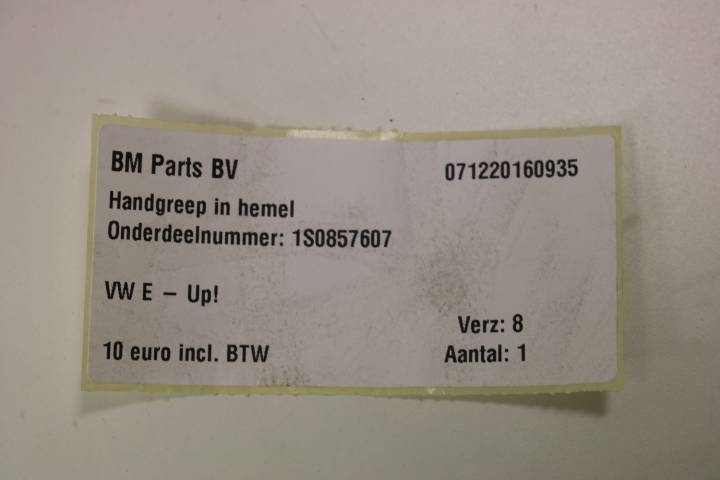 BM Parts BV 071220160935
Handgreep in hemel
Onderdeelnummer: 1S0857607
VW E – Up!
Verz: 8
10 euro incl. BTW Aantal: 1